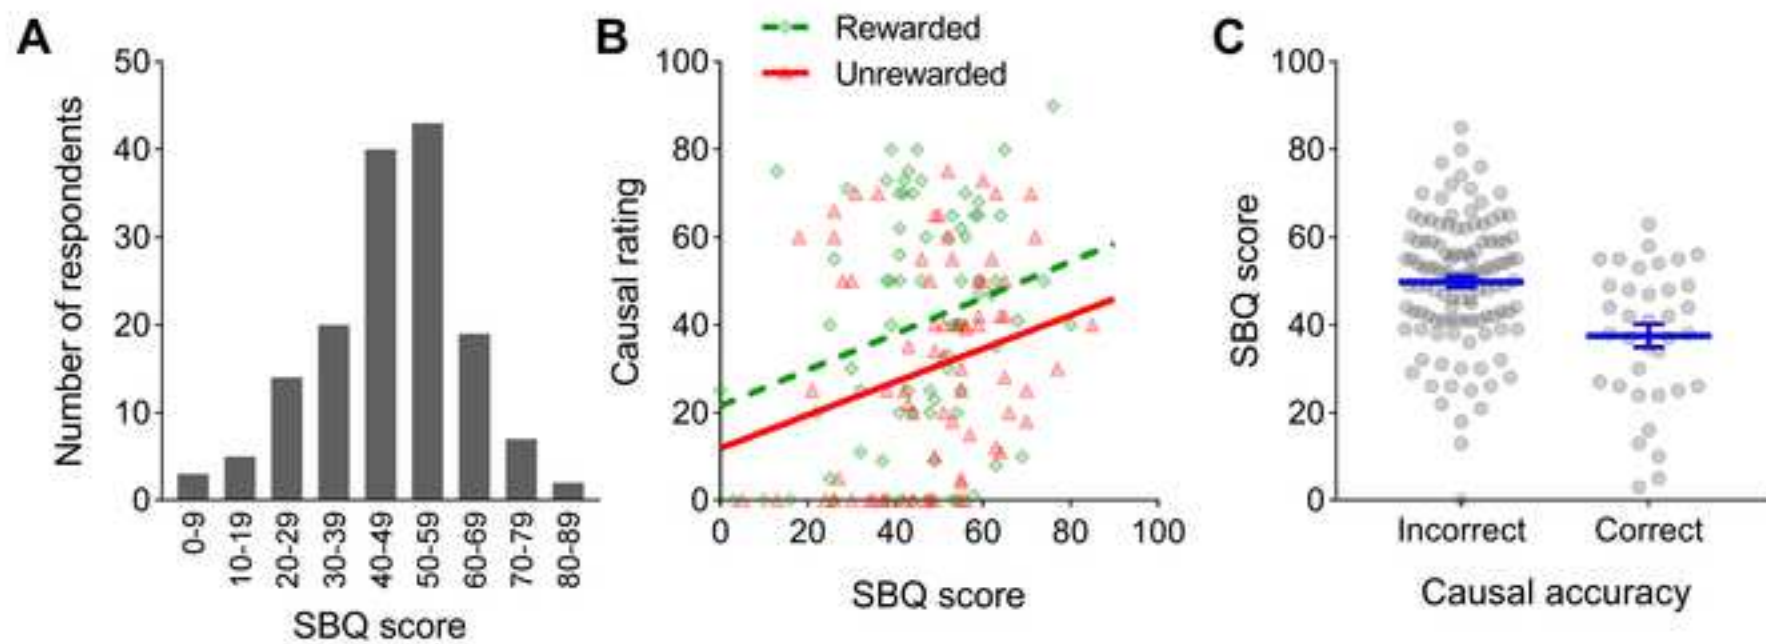 A
50
40
30
20
10
0
Number of respondents
0-9
10-19
20-29
30-39
40-49
50-59
60-69
70-79
80-89
SBQ score
B
Rewarded
Unrewarded
100
80
60
40
20
0
Causal rating
0 20 40 60 80 100
SBQ score
C
100
80
60
40
20
0
SBQ score
Incorrect Correct
Causal accuracy